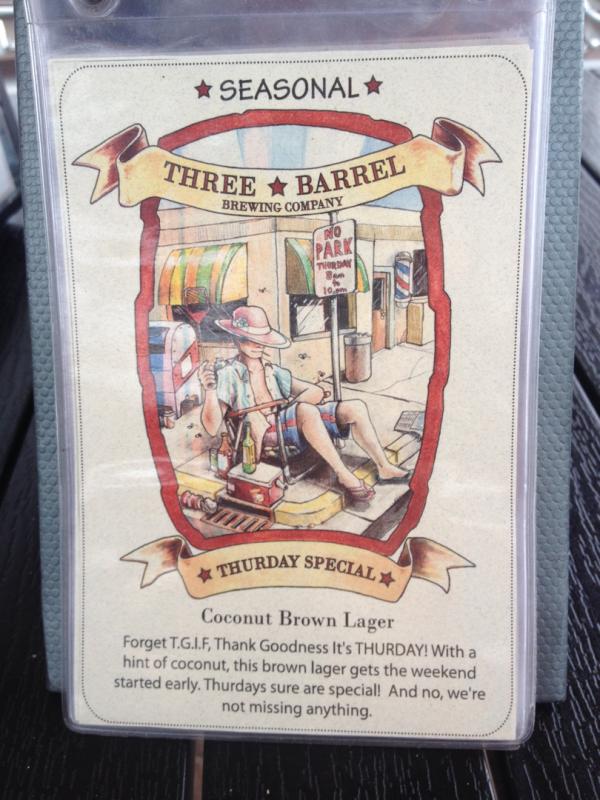 SEASONAL
THREE ★ BARREL
BREWING COMPANY
NO
PARK
THURDAY
8am
to
10am
THURDAY SPECIAL
Coconut Brown Lager
Forget T.G.I.F, Thank Goodness It's THURDAY! With a
hint of coconut, this brown lager gets the weekend
started early. Thurdays sure are special! And no, we're
not missing anything.